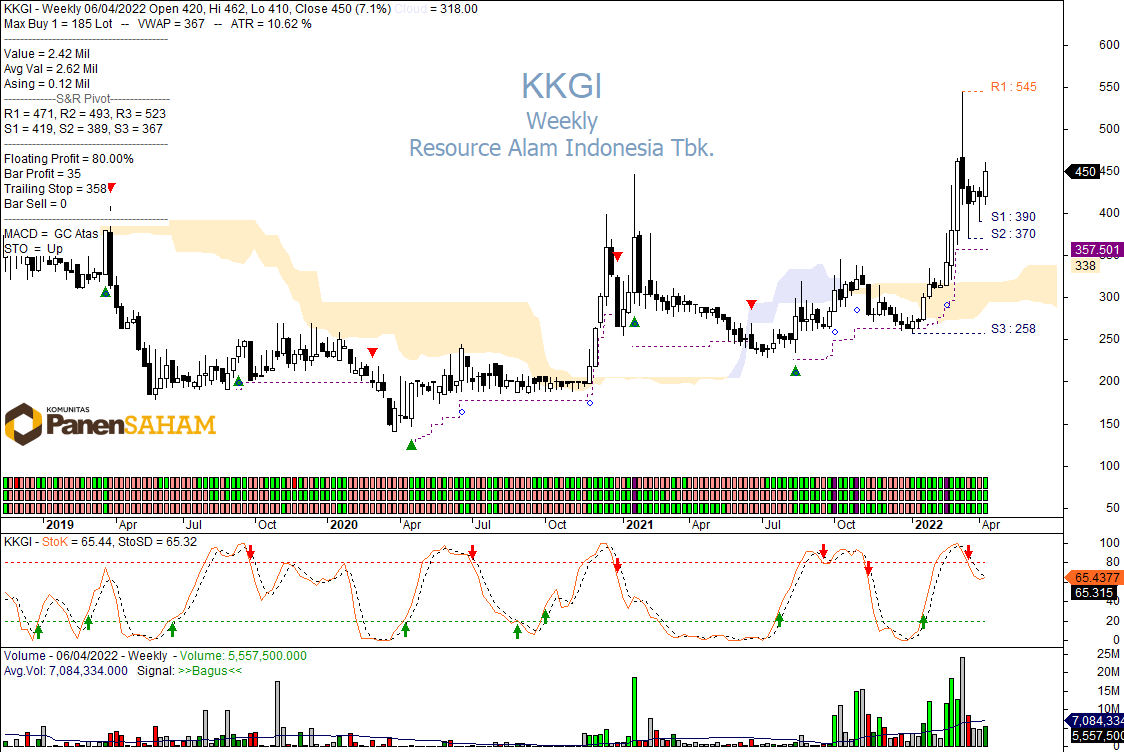 KKGI - Weekly 06/04/2022 Open 420, Hi 462, Lo 410, Close 450 (7.1%) Cloud = 318.00
Max Buy 1 = 185 Lot -- VWAP = 367 -- ATR = 10.62 %
Value = 2.42 Mil
Avg Val = 2.62 Mil
Asing = 0.12 Mil
-------------S&R Pivot---------------
R1 = 471, R2 = 493, R3 = 523
S1 = 419, S2 = 389, S3 = 367
Floating Profit = 80.00%
Bar Profit = 35
Trailing Stop = 358
Bar Sell = 0
MACD = GC Atas
STO = Up
KKGI
Weekly
Resource Alam Indonesia Tbk.
R1 : 545
S1 : 390
S2 : 370
S3 : 258
600
550
500
450 450
400
357.501
338
300
250
200
150
100
50
KOMUNITAS
PanenSAHAM
2019 Apr Jul Oct 2020 Apr Jul Oct 2021 Apr Jul Oct 2022 Apr
KKGI - StoK = 65.44, StoSD = 65.32
100
80
65.4377
65.315
40
20
0
Volume - 06/04/2022 - Weekly - Volume: 5,557,500.000
Avg.Vol: 7,084,334.000 Signal: >>Bagus<<
25M
20M
15M
10M
7,084,334
5,557,500
0